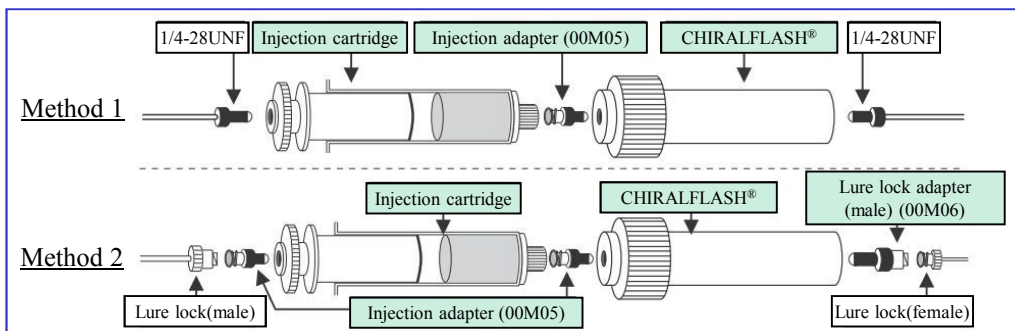 1/4-28UNF
Injection cartridge
Injection adapter (00M05)
CHIRALFLASH®
1/4-28UNF
Method 1
Injection cartridge
CHIRALFLASH®
Lure lock adapter
(male) (00M06)
Method 2
Lure lock(male)
Injection adapter (00M05)
Lure lock(female)